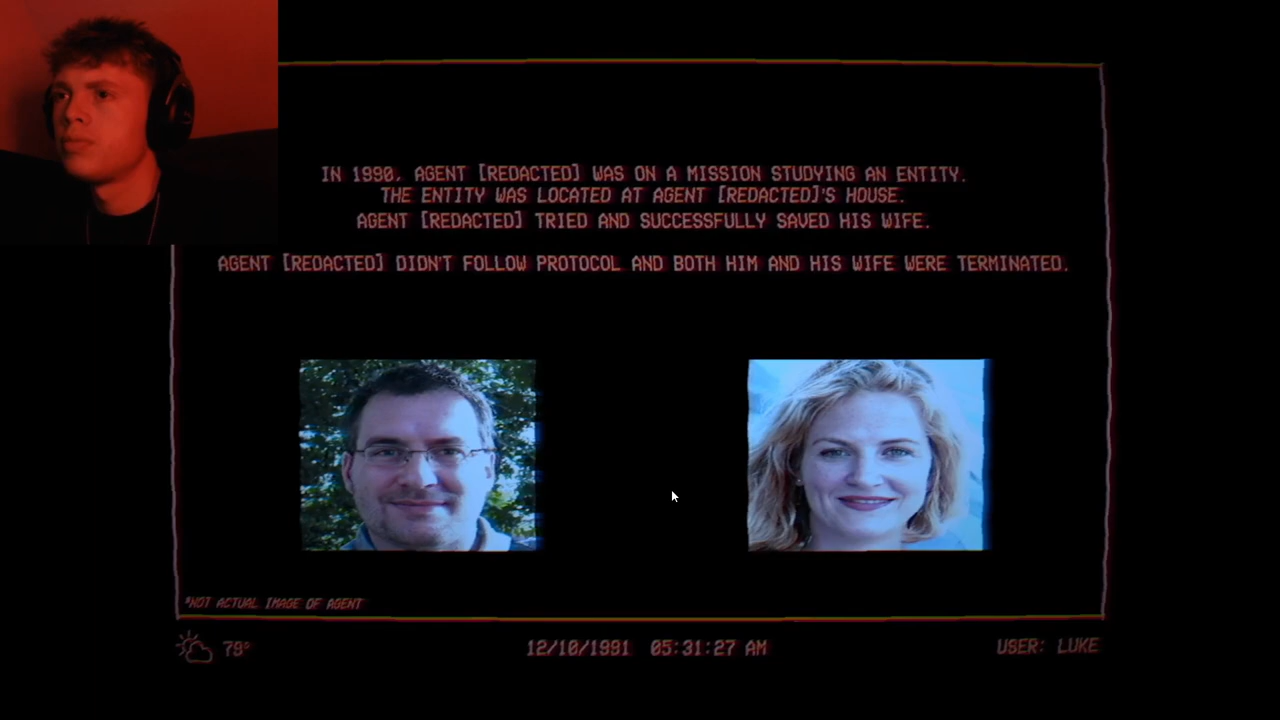 IN 1990, AGENT [REDACTED] WAS ON A MISSION STUDYING AN ENTITY.
THE ENTITY WAS LOCATED AT AGENT [REDACTED]'S HOUSE.
AGENT [REDACTED] TRIED AND SUCCESSFULLY SAVED HIS WIFE.
AGENT [REDACTED] DIDN'T FOLLOW PROTOCOL AND BOTH HIM AND HIS WIFE WERE TERMINATED.
*NOT ACTUAL IMAGE OF AGENT
79° 12/10/1991 05:31:27 AM USER: LUKE